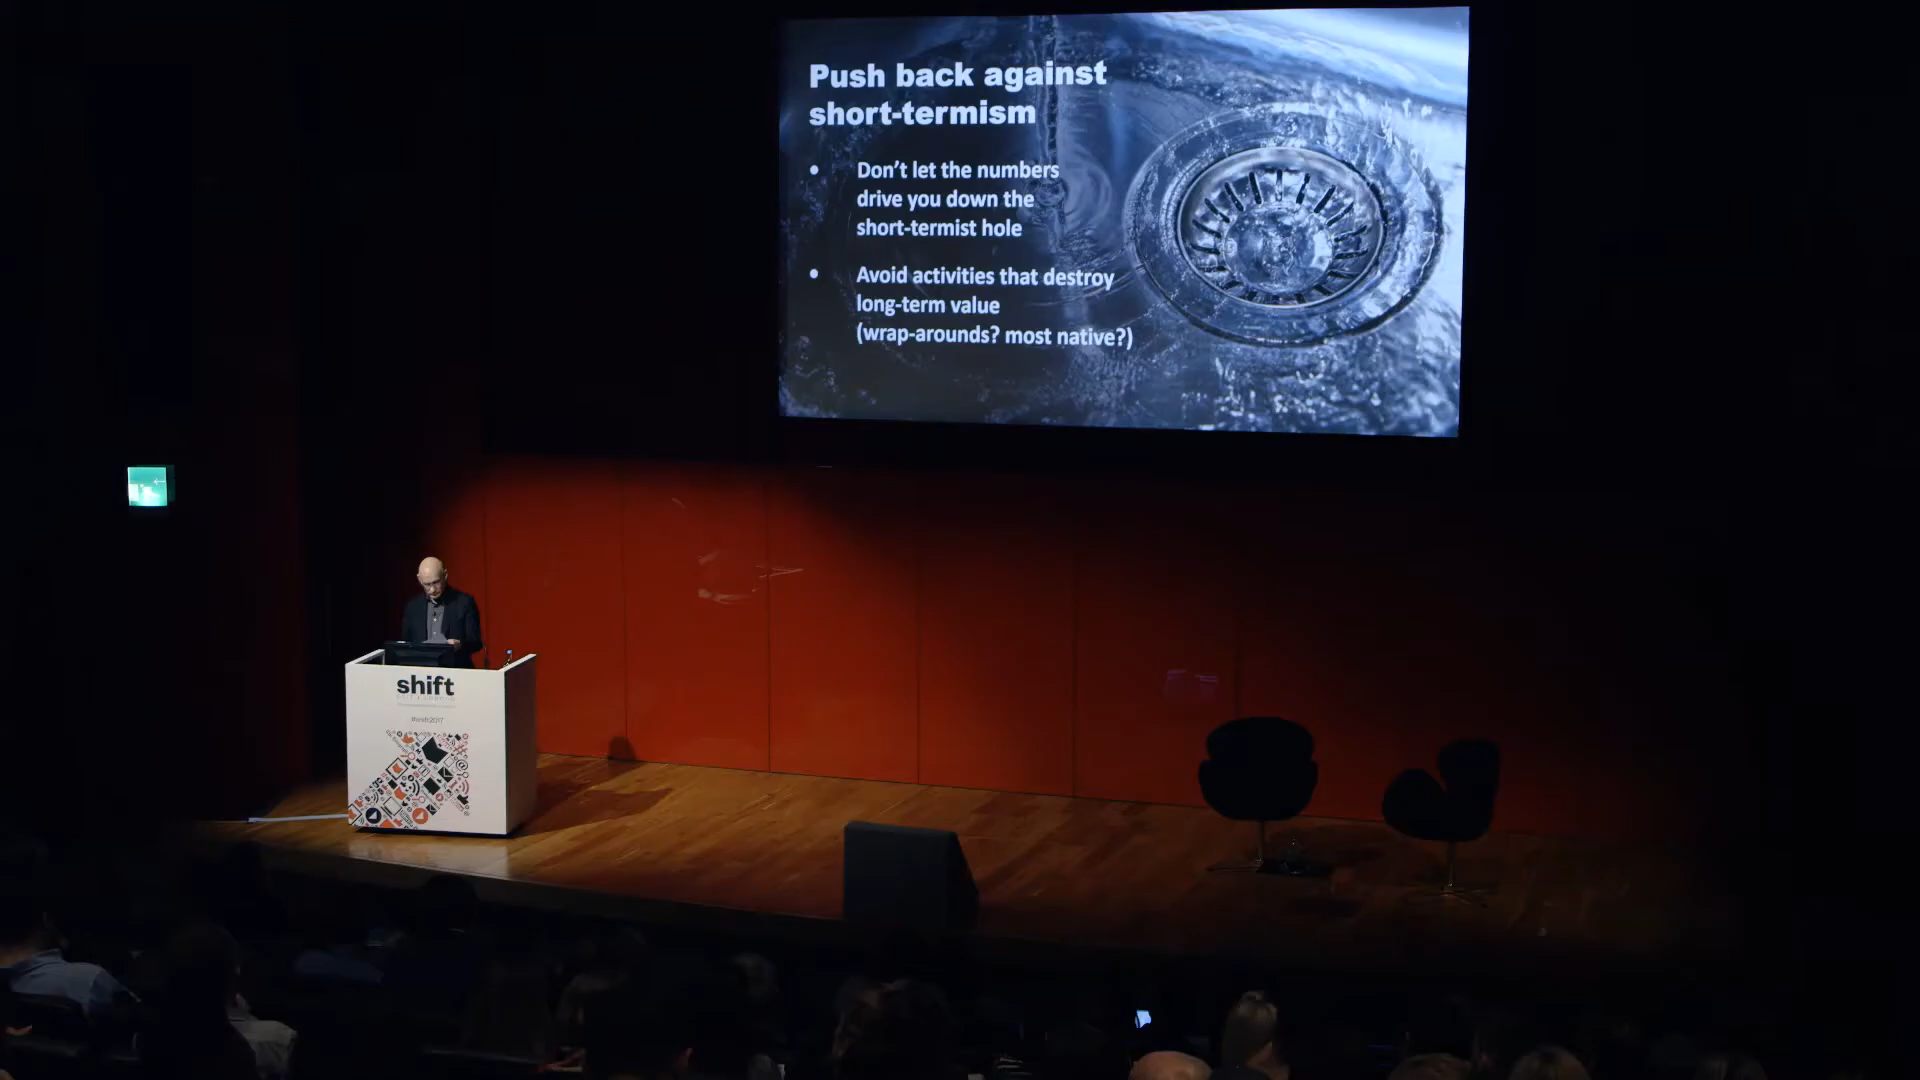 Push back against
short-termism
• Don't let the numbers
drive you down the
short-termist hole
• Avoid activities that destroy
long-term value
(wrap-arounds? most native?)
shift
#shift2017